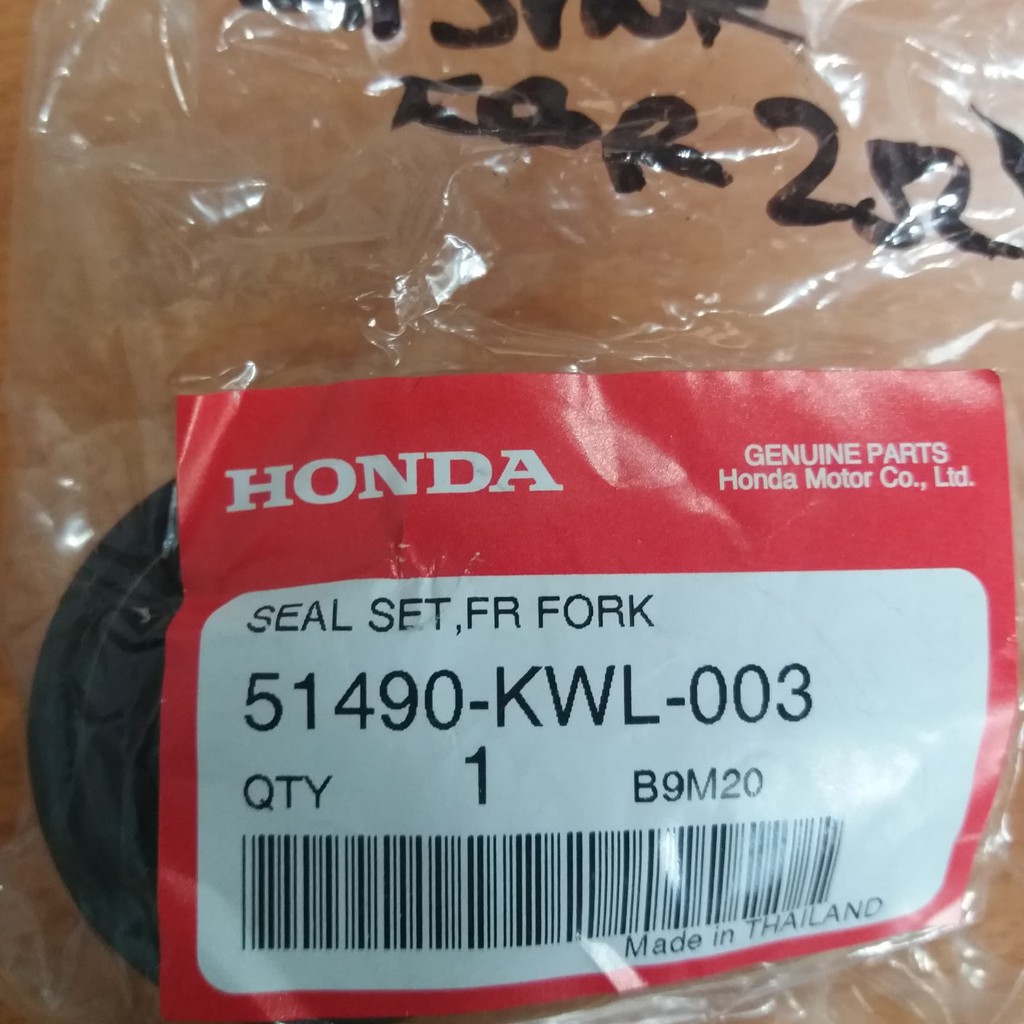 HONDA
GENUINE PARTS
Honda Motor Co., Ltd.
SEAL SET,FR FORK
51490-KWL-003
QTY 1 B9M20
Made in THAILAND